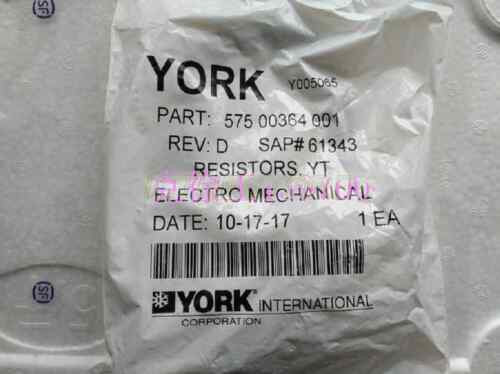 YORK Y005065
PART: 575 00364 001
REV: D SAP# 61343
RESISTORS, YT
ELECTRO MECHANICAL
DATE: 10-17-17 1 EA
YORK INTERNATIONAL
CORPORATION